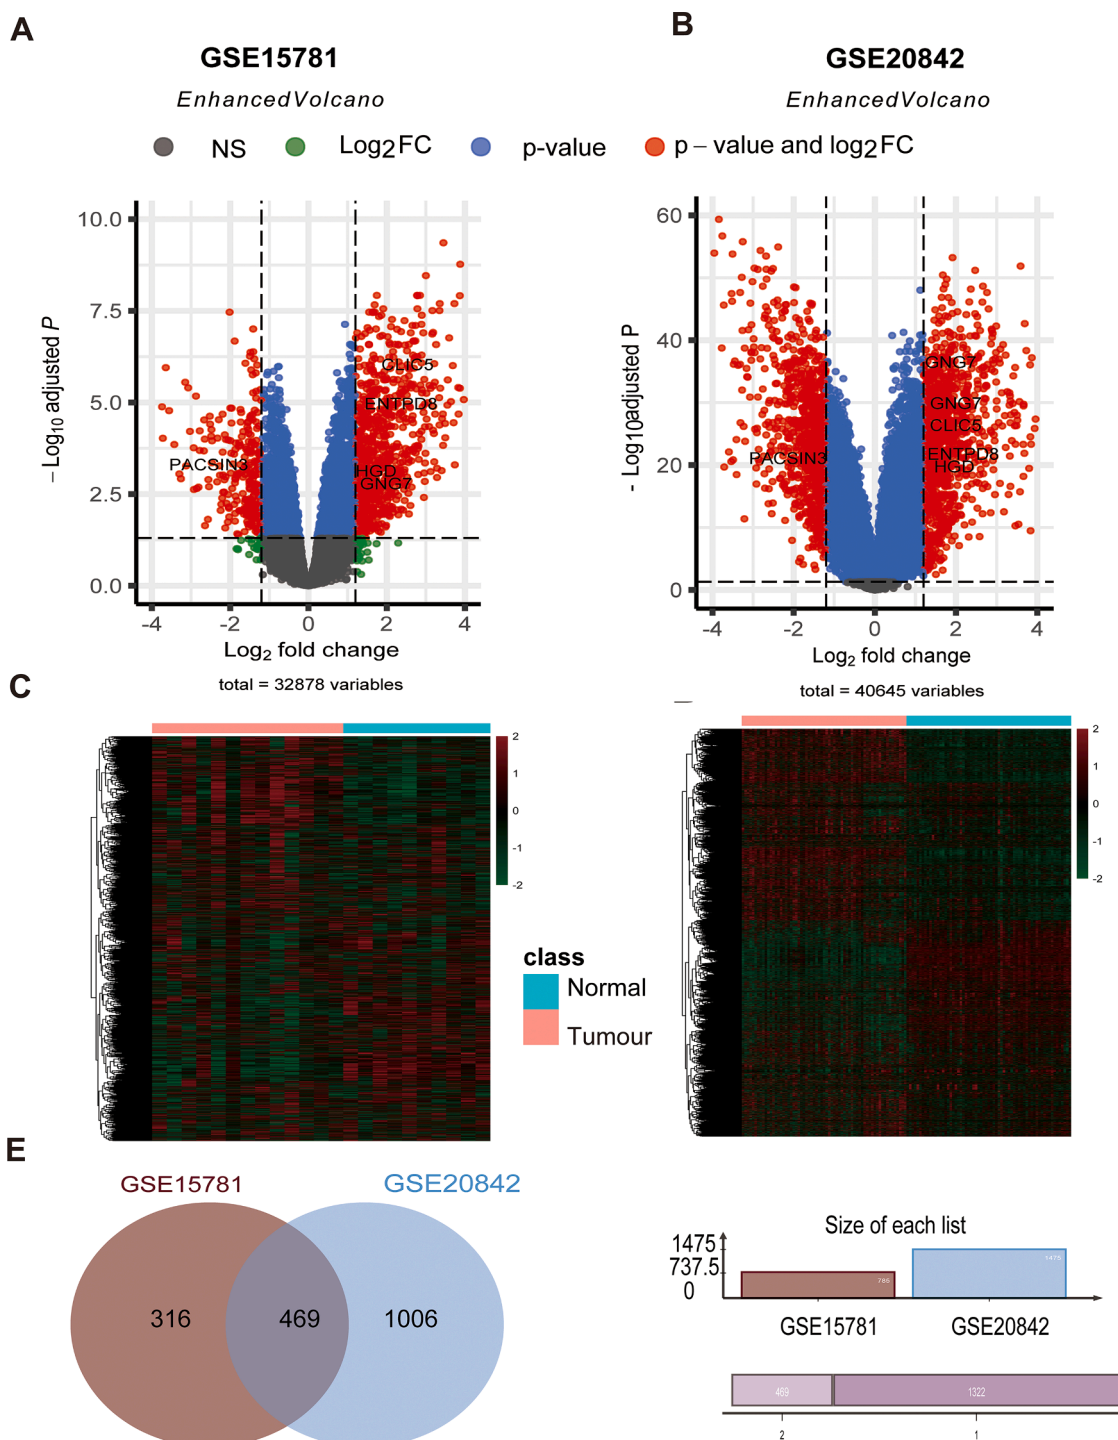 A
B
GSE15781
GSE20842
EnhancedVolcano
EnhancedVolcano
NS
Log2FC
p-value
p – value and log2FC
10.0
7.5
5.0
2.5
0.0
– Log10 adjusted P
CLIC5
ENTPD8
PACSIN3
HGD
GNG7
-4
-2
0
2
4
Log2 fold change
total = 32878 variables
60
40
20
0
- Log10adjusted P
GNG7
GNG7
CLIC5
ENTPD8
PACSIN3
HGD
-4
-2
0
2
4
Log2 fold change
total = 40645 variables
C
2
1
0
-1
-2
2
1
0
-1
-2
class
Normal
Tumour
E
GSE15781
GSE20842
316
469
1006
Size of each list
1475
737.5
0
785
1475
GSE15781
GSE20842
469
1322
2
1